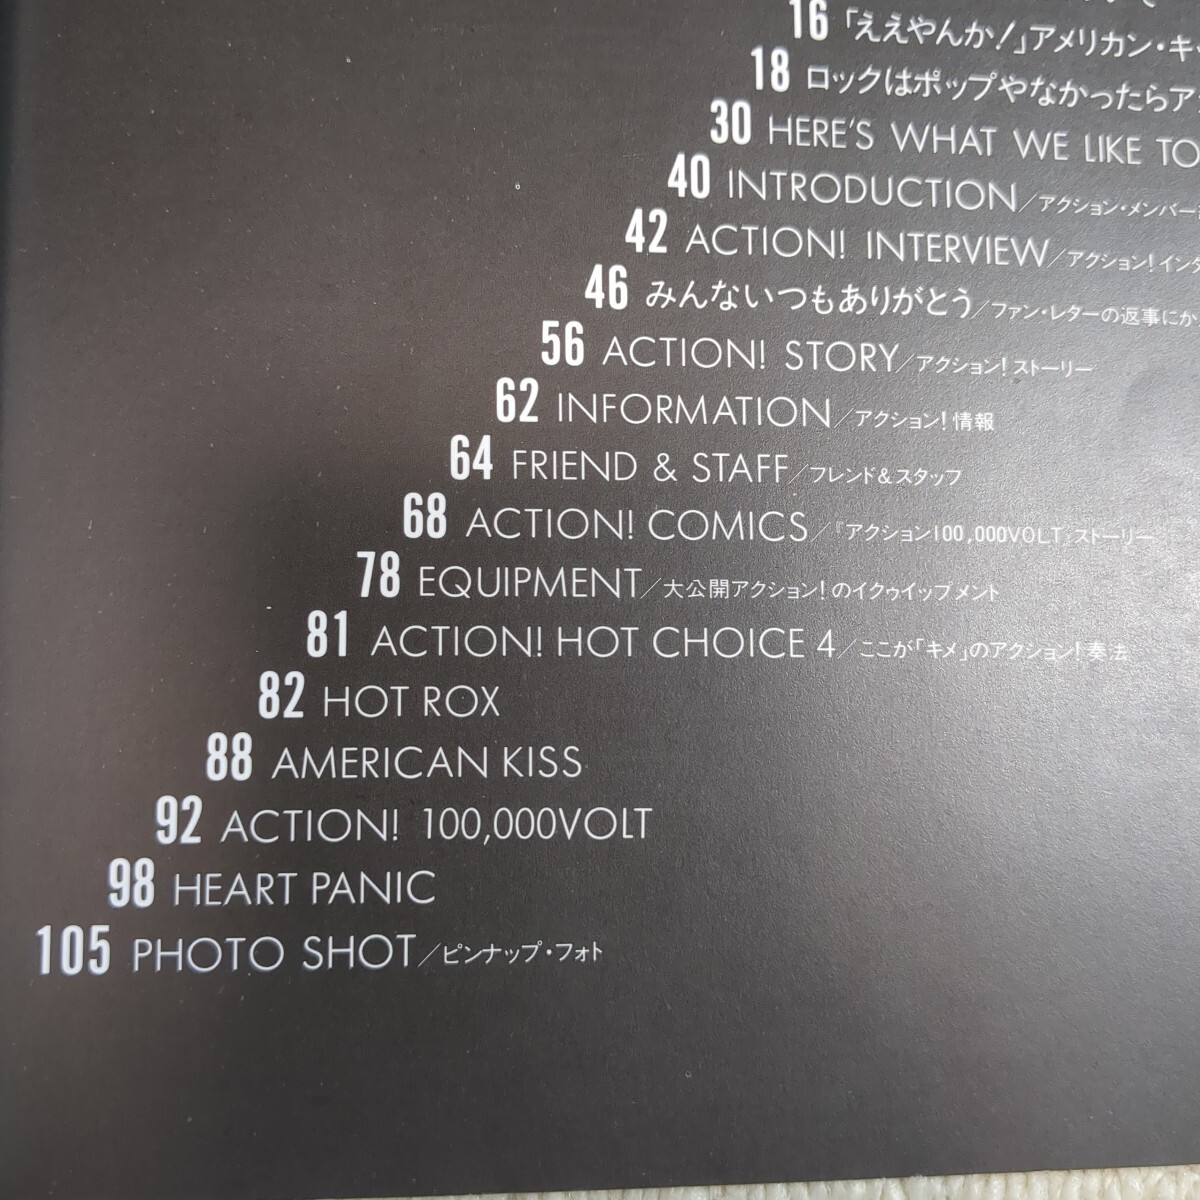 16 「ええやんか!」アメリカン・キ
18 ロックはポップやなかったらア
30 HERE'S WHAT WE LIKE TO
40 INTRODUCTION/アクション・メンバー
42 ACTION! INTERVIEW/アクション!インタ
46 みんないつもありがとう/ファン・レターの返事にか
56 ACTION! STORY/アクション!ストーリー
62 INFORMATION/アクション!情報
64 FRIEND & STAFF/フレンド&スタッフ
68 ACTION! COMICS/『アクション100,000VOLT』ストーリー
78 EQUIPMENT/大公開アクション!のイクゥイップメント
81 ACTION! HOT CHOICE 4/ここが「キメ」のアクション!奏法
82 HOT ROX
88 AMERICAN KISS
92 ACTION! 100,000VOLT
98 HEART PANIC
105 PHOTO SHOT/ピンナップ・フォト